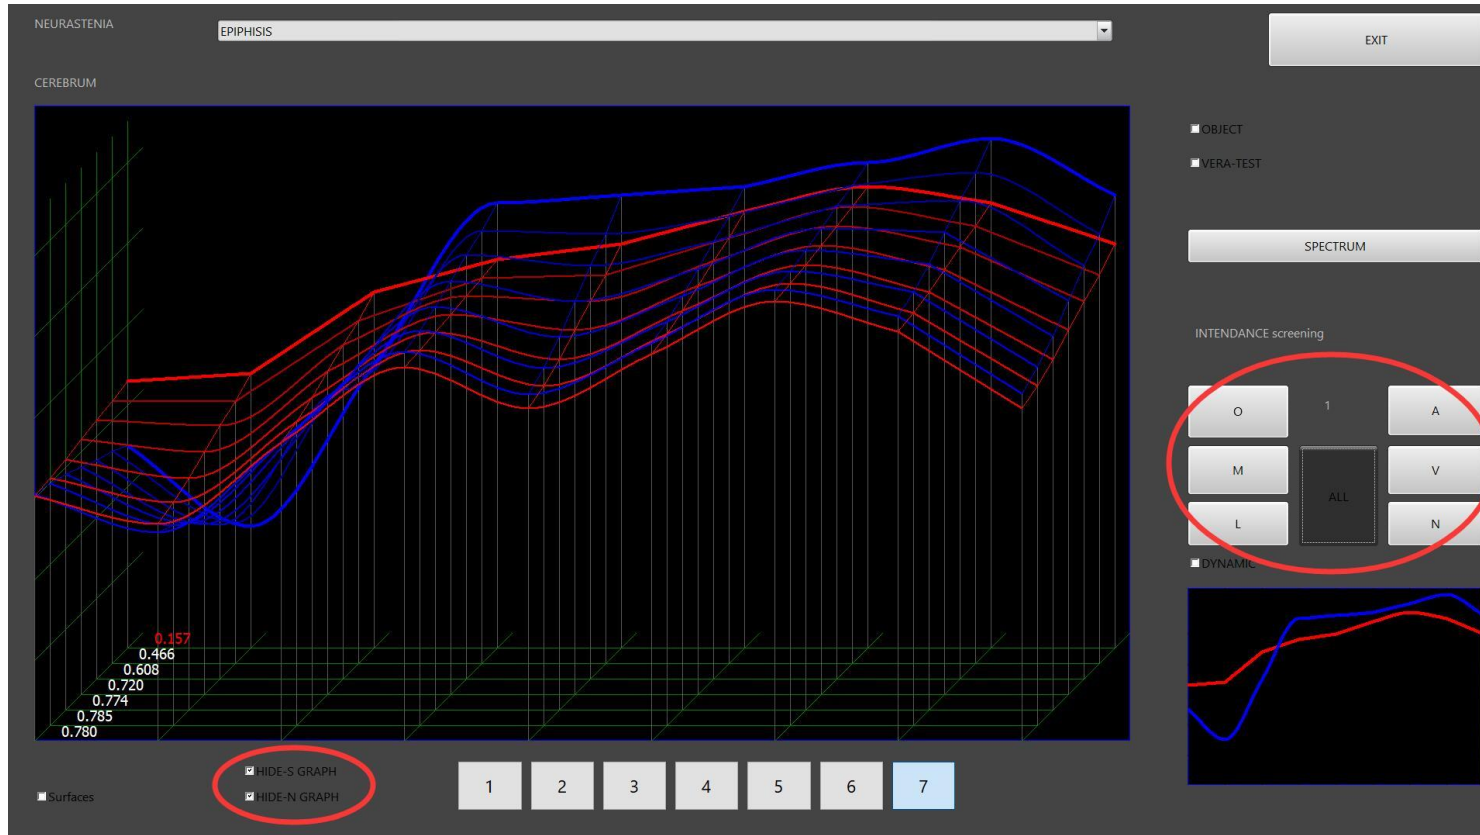 NEURASTENIA
EPIPHISIS
EXIT
CEREBRUM
OBJECT
VERA-TEST
SPECTRUM
INTENDANCE screening
O
1
A
M
ALL
V
L
N
DYNAMIC
0.157
0.466
0.608
0.720
0.774
0.785
0.780
HIDE-S GRAPH
HIDE-N GRAPH
Surfaces
1 2 3 4 5 6 7